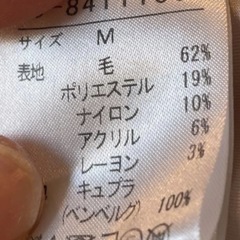 サイズ M
表地 毛 62%
ポリエステル 19%
ナイロン 10%
アクリル 6%
レーヨン 3%
キュプラ
(ベンベルグ) 100%